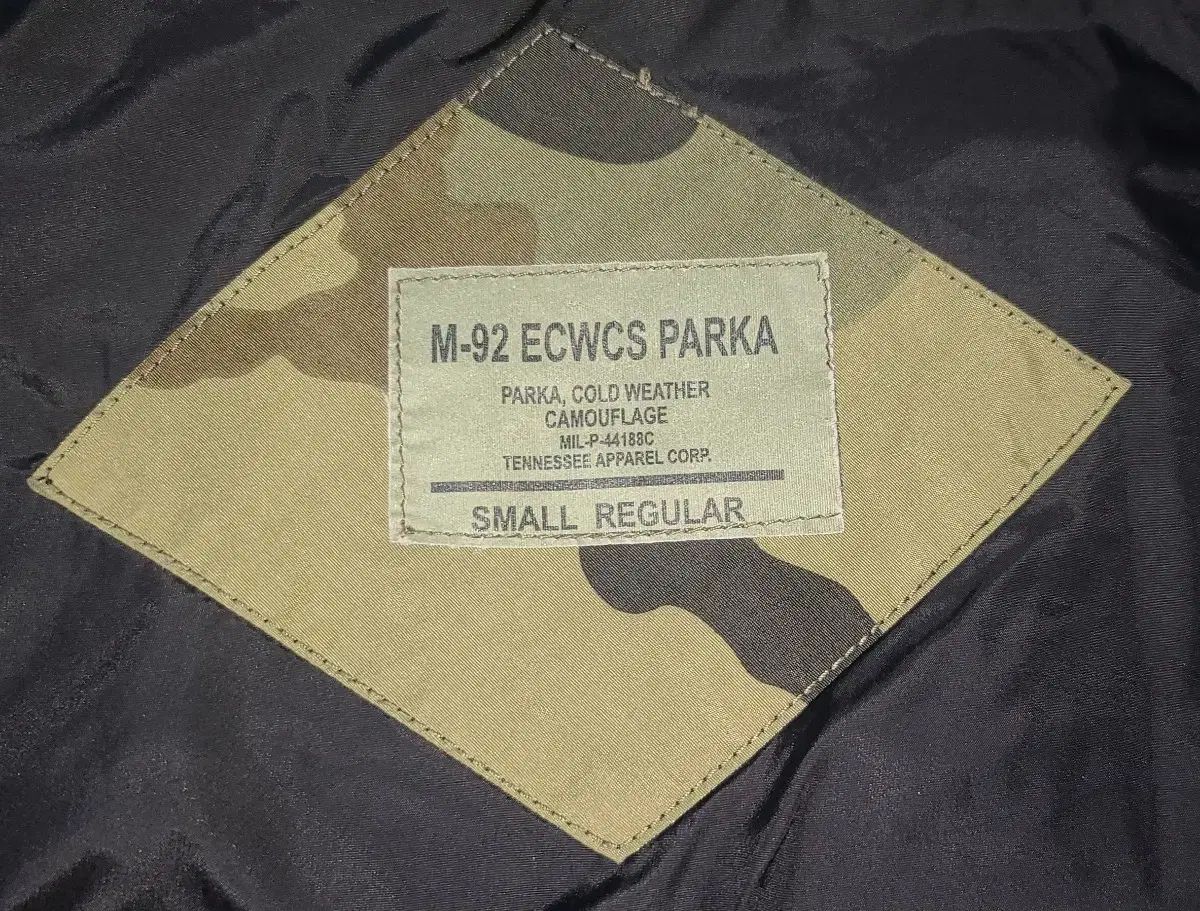 M-92 ECWCS PARKA
PARKA, COLD WEATHER
CAMOUFLAGE
MIL-P-44188C
TENNESSEE APPAREL CORP.
SMALL REGULAR